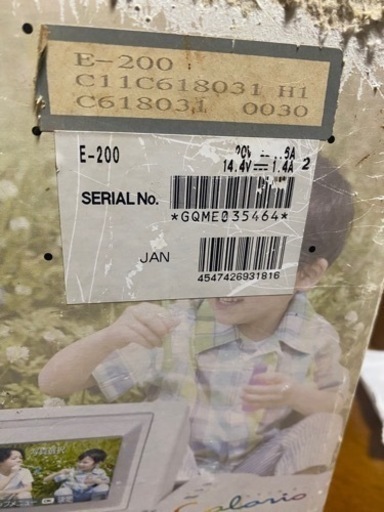 E-200
C11C618031 H1
C618031 0030
E-200
14.4V 1.4A 2
SERIAL No.
*GQME035464*
JAN
4547426931816
Colorio